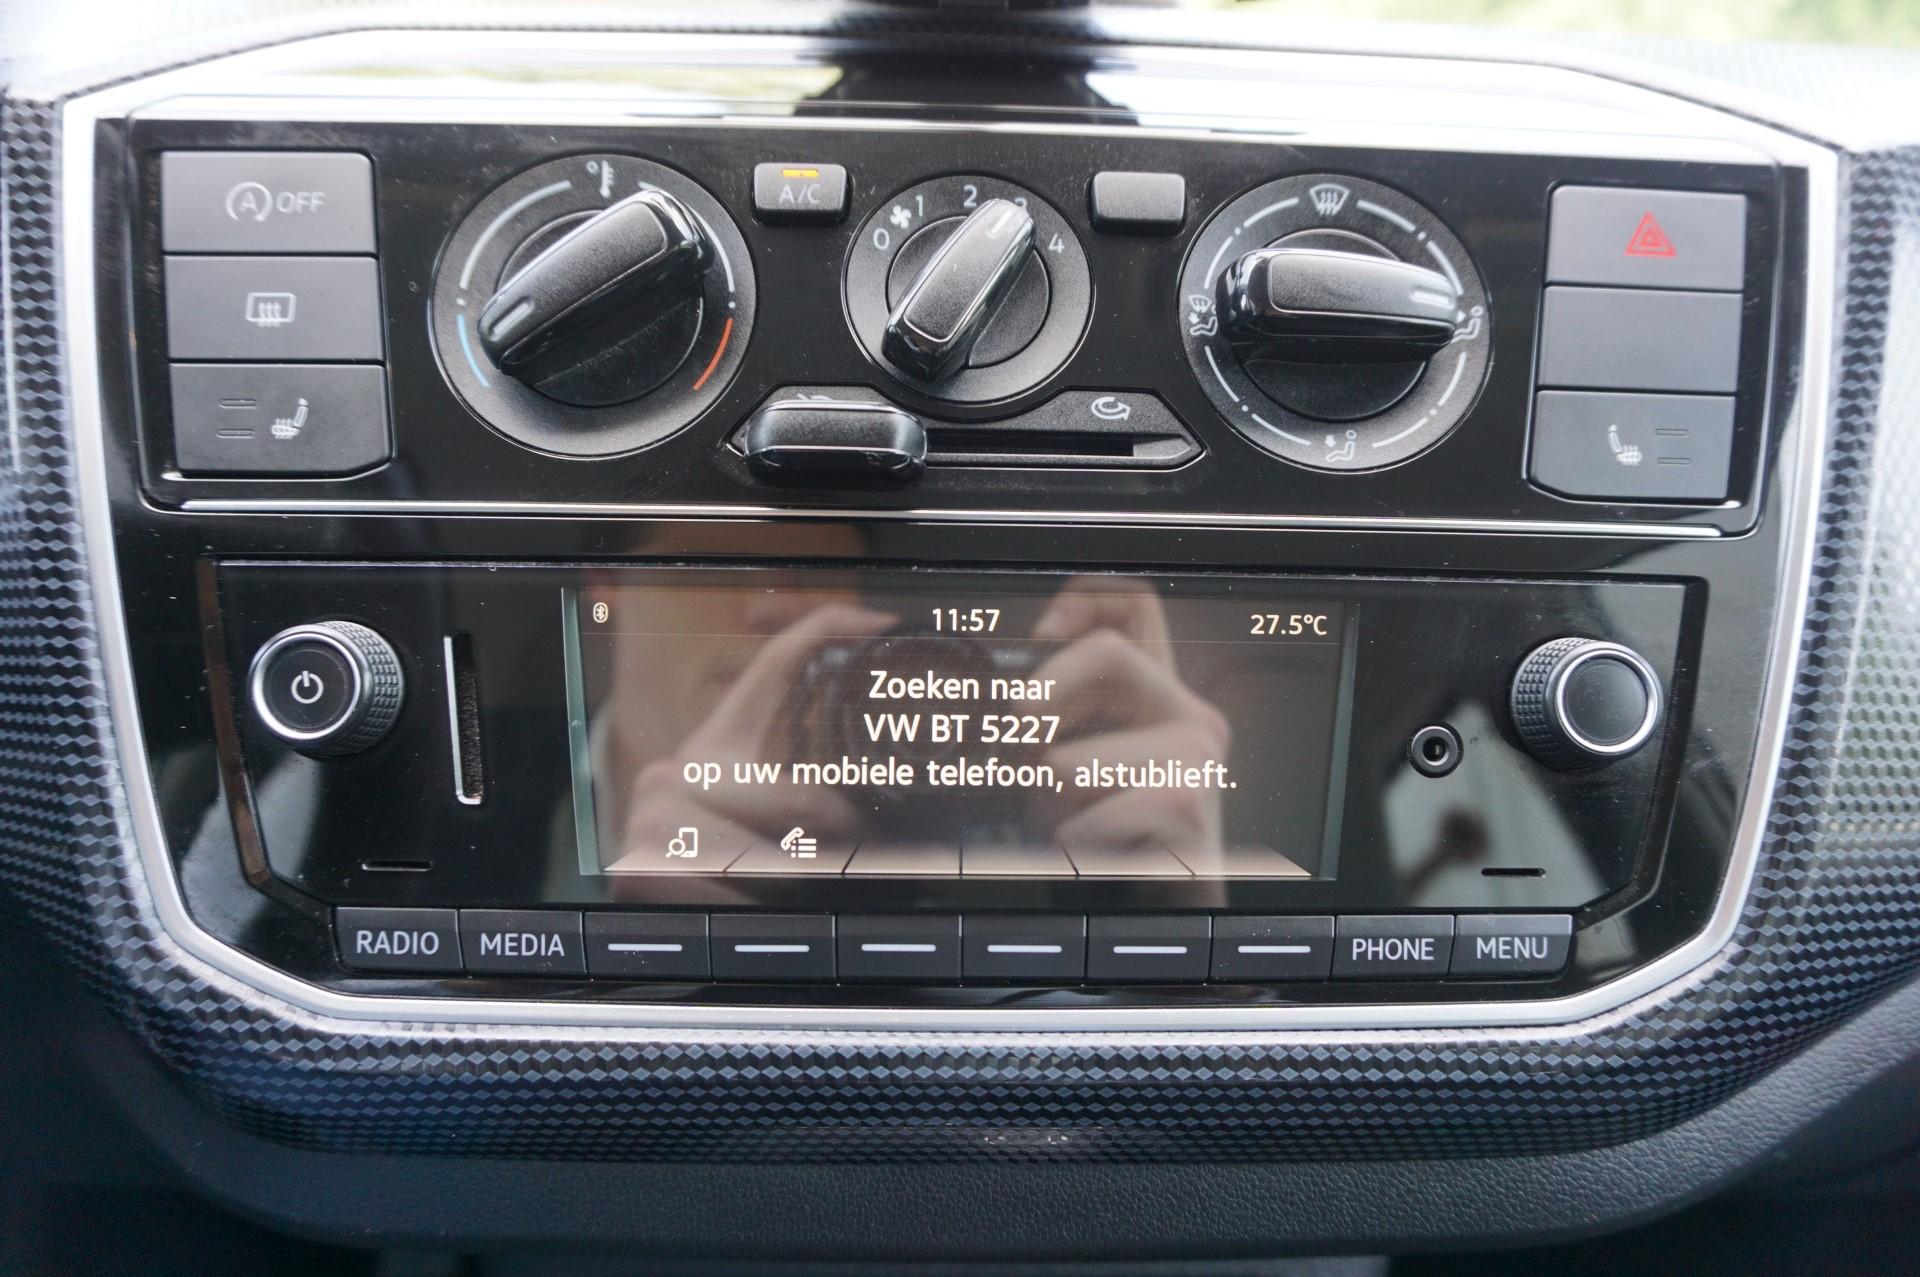 A OFF
A/C
0 1 2 3 4
11:57 27.5°C
Zoeken naar
VW BT 5227
op uw mobiele telefoon, alstublieft.
RADIO MEDIA PHONE MENU